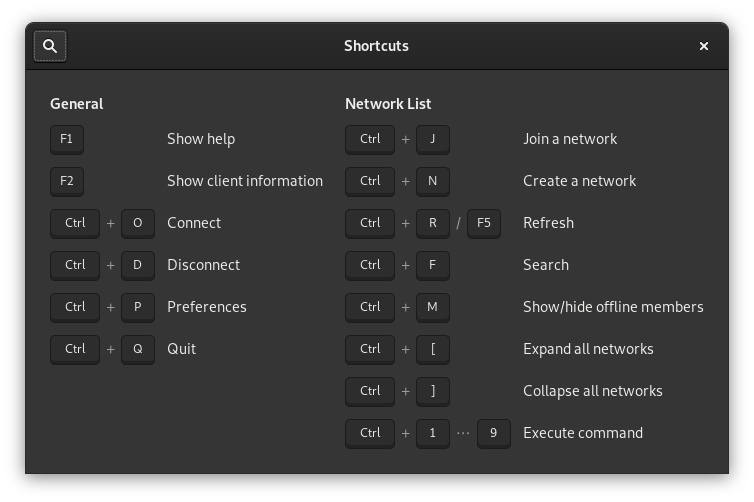 Shortcuts
General
F1 Show help
F2 Show client information
Ctrl + O Connect
Ctrl + D Disconnect
Ctrl + P Preferences
Ctrl + Q Quit
Network List
Ctrl + J Join a network
Ctrl + N Create a network
Ctrl + R / F5 Refresh
Ctrl + F Search
Ctrl + M Show/hide offline members
Ctrl + [ Expand all networks
Ctrl + ] Collapse all networks
Ctrl + 1 ⋯ 9 Execute command